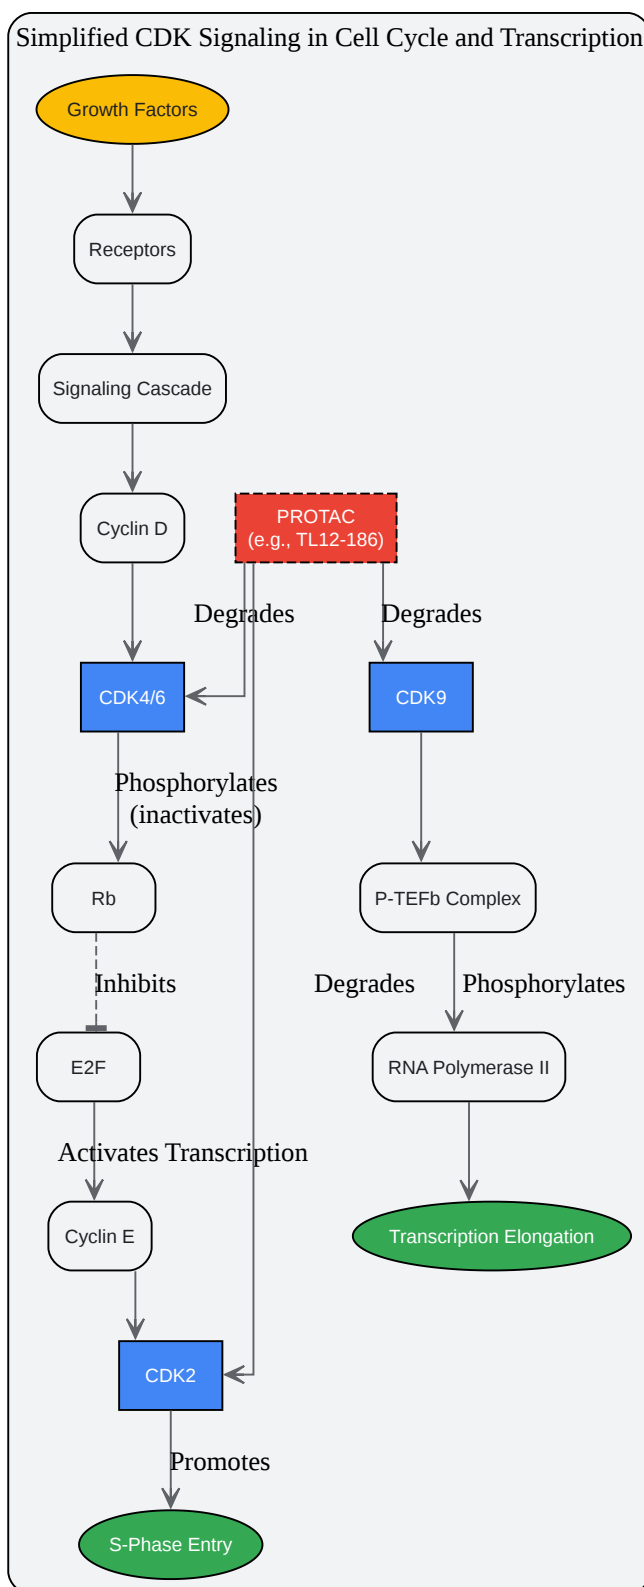 Simplified CDK Signaling in Cell Cycle and Transcription
Growth Factors
Receptors
Signaling Cascade
Cyclin D
PROTAC
(e.g., TL12-186)
Degrades
Degrades
CDK4/6
CDK9
Phosphorylates
(inactivates)
Rb
P-TEFb Complex
Inhibits
Degrades
Phosphorylates
E2F
RNA Polymerase II
Activates Transcription
Cyclin E
Transcription Elongation
CDK2
Promotes
S-Phase Entry